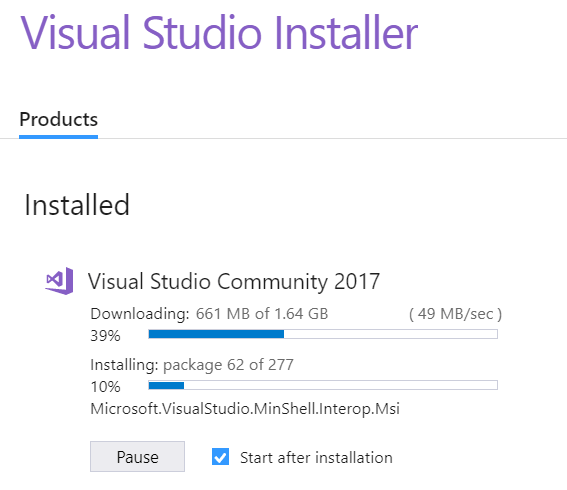 Visual Studio Installer
Products
Installed
Visual Studio Community 2017
Downloading: 661 MB of 1.64 GB ( 49 MB/sec )
39%
Installing: package 62 of 277
10%
Microsoft.VisualStudio.MinShell.Interop.Msi
Pause Start after installation